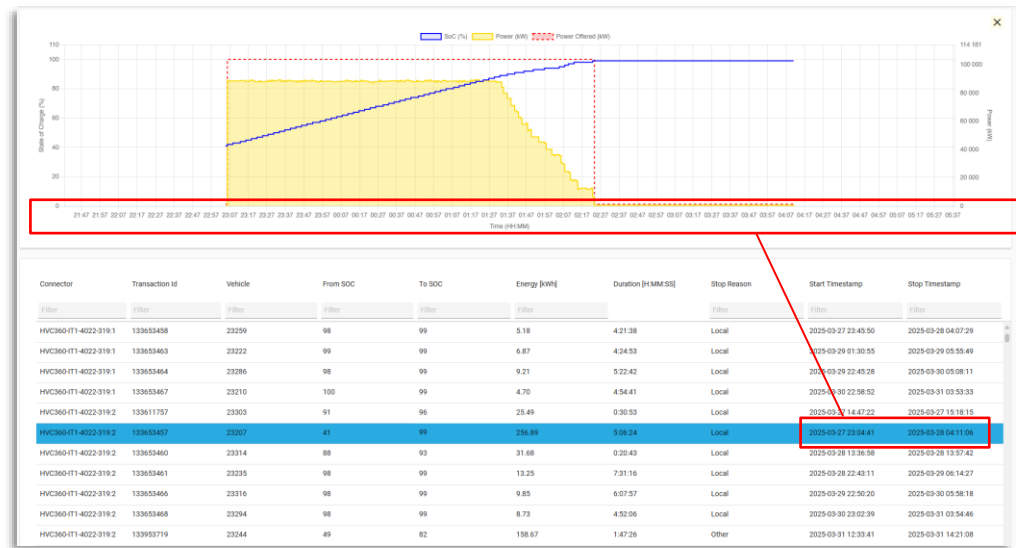 ×
SoC (%) Power (kW) Power Offered (kW)
110 114 181
100 100 000
80 80 000
60 60 000
40 40 000
20 20 000
0 0
State of Charge (%)
Power (kW)
21:47 21:57 22:07 22:17 22:27 22:37 22:47 22:57 23:07 23:17 23:27 23:37 23:47 23:57 00:07 00:17 00:27 00:37 00:47 00:57 01:07 01:17 01:27 01:37 01:47 01:57 02:07 02:17 02:27 02:37 02:47 02:57 03:07 03:17 03:27 03:37 03:47 03:57 04:07 04:17 04:27 04:37 04:47 04:57 05:07 05:17 05:27 05:37
Time (HH:MM)
Connector Transaction Id Vehicle From SOC To SOC Energy [kWh] Duration [H:MM:SS] Stop Reason Start Timestamp Stop Timestamp
Filter Filter Filter Filter Filter Filter Filter Filter
HVC360-IT1-4022-319:1 133653458 23259 98 99 5.18 4:21:38 Local 2025-03-27 23:45:50 2025-03-28 04:07:29
HVC360-IT1-4022-319:1 133653463 23222 99 99 6.87 4:24:53 Local 2025-03-29 01:30:55 2025-03-29 05:55:49
HVC360-IT1-4022-319:1 133653464 23286 98 99 9.21 5:22:42 Local 2025-03-29 22:45:28 2025-03-30 05:08:11
HVC360-IT1-4022-319:1 133653467 23210 100 99 4.70 4:54:41 Local 2025-03-30 22:58:52 2025-03-31 03:53:33
HVC360-IT1-4022-319:2 133611757 23303 91 96 25.49 0:30:53 Local 2025-03-27 14:47:22 2025-03-27 15:18:15
HVC360-IT1-4022-319:2 133653457 23207 41 99 256.89 5:06:24 Local 2025-03-27 23:04:41 2025-03-28 04:11:06
HVC360-IT1-4022-319:2 133653460 23314 88 93 31.68 0:20:43 Local 2025-03-28 13:36:58 2025-03-28 13:57:42
HVC360-IT1-4022-319:2 133653461 23235 98 99 13.25 7:31:16 Local 2025-03-28 22:43:11 2025-03-29 06:14:27
HVC360-IT1-4022-319:2 133653466 23316 98 99 9.85 6:07:57 Local 2025-03-29 22:50:20 2025-03-30 05:58:18
HVC360-IT1-4022-319:2 133653468 23294 98 99 8.73 4:52:06 Local 2025-03-30 23:02:39 2025-03-31 03:54:46
HVC360-IT1-4022-319:2 133953719 23244 49 82 158.67 1:47:26 Other 2025-03-31 12:33:41 2025-03-31 14:21:08